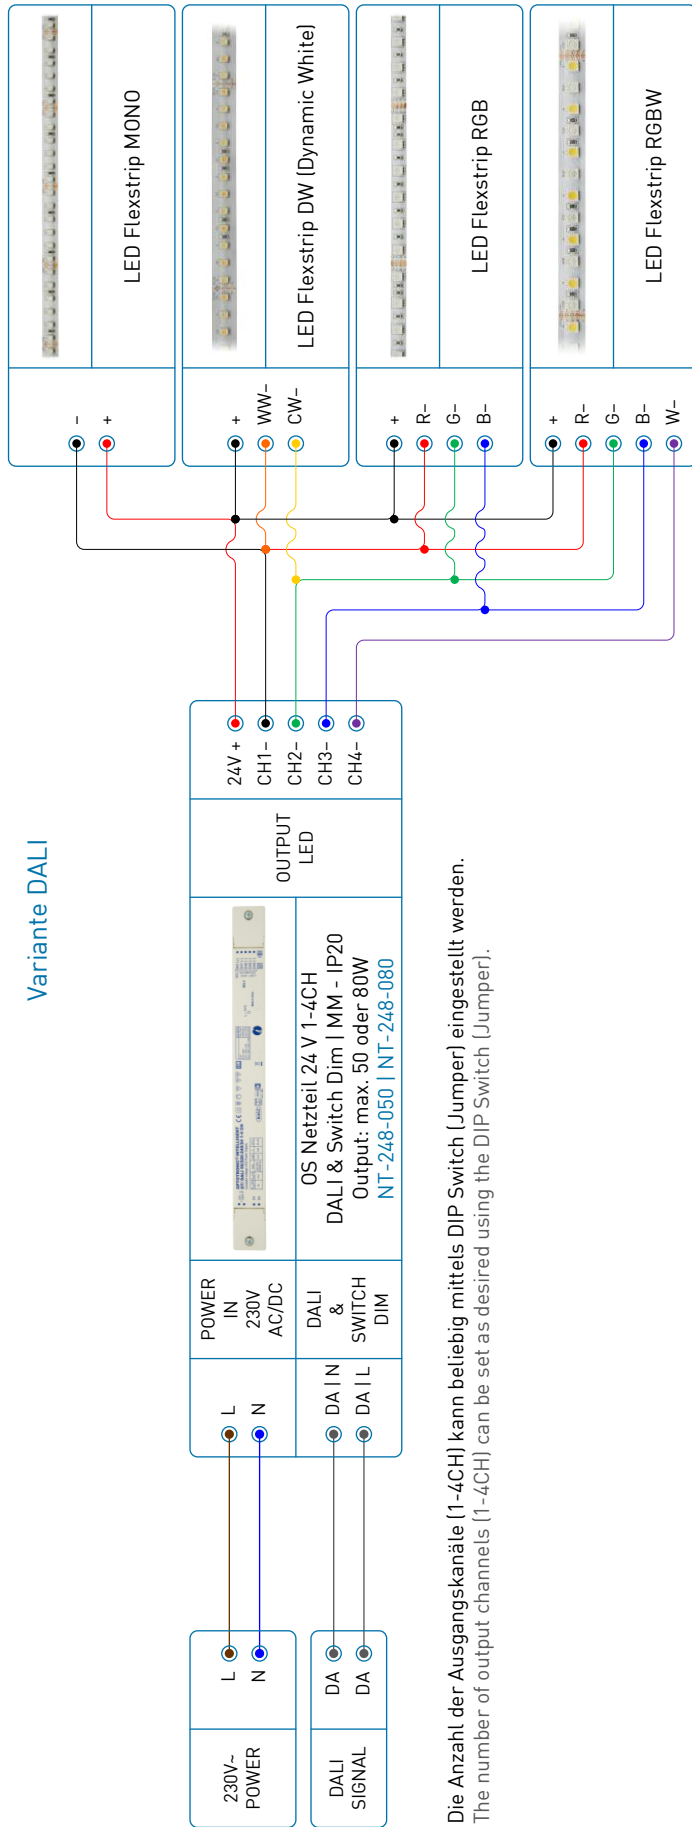 Variante DALI
230V~
POWER
L
N
DALI
SIGNAL
DA
DA
L
N
POWER
IN
230V
AC/DC
DA | N
DA | L
DALI
&
SWITCH
DIM
OS Netzteil 24 V 1-4CH
DALI & Switch Dim | MM - IP20
Output: max. 50 oder 80W
NT-248-050 | NT-248-080
OUTPUT
LED
24V +
CH1-
CH2-
CH3-
CH4-
-
+
LED Flexstrip MONO
+
WW-
CW-
LED Flexstrip DW (Dynamic White)
+
R-
G-
B-
LED Flexstrip RGB
+
R-
G-
B-
W-
LED Flexstrip RGBW
Die Anzahl der Ausgangskanäle (1-4CH) kann beliebig mittels DIP Switch (Jumper) eingestellt werden.
The number of output channels (1-4CH) can be set as desired using the DIP Switch (Jumper).